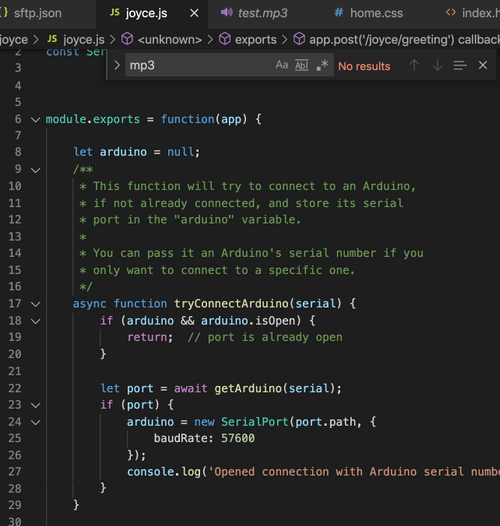 {} sftp.json JS joyce.js × test.mp3 # home.css <> index.h
joyce > JS joyce.js > <unknown> > exports > app.post('/joyce/greeting') callback
2 const Ser
> mp3 Aa Ab .* No results
3
4
5
6 module.exports = function(app) {
7
8 let arduino = null;
9 /**
10 * This function will try to connect to an Arduino,
11 * if not already connected, and store its serial
12 * port in the "arduino" variable.
13 *
14 * You can pass it an Arduino's serial number if you
15 * only want to connect to a specific one.
16 */
17 async function tryConnectArduino(serial) {
18 if (arduino && arduino.isOpen) {
19 return; // port is already open
20 }
21
22 let port = await getArduino(serial);
23 if (port) {
24 arduino = new SerialPort(port.path, {
25 baudRate: 57600
26 });
27 console.log('Opened connection with Arduino serial numbe
28 }
29 }
30